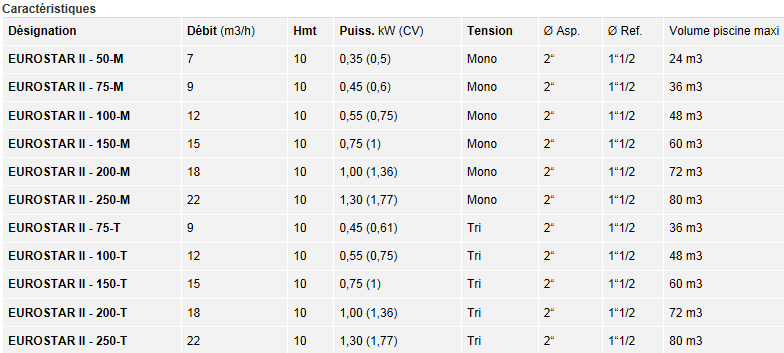 Caractéristiques
Désignation Débit (m3/h) Hmt Puiss. kW (CV) Tension Ø Asp. Ø Ref. Volume piscine maxi
EUROSTAR II - 50-M 7 10 0,35 (0,5) Mono 2“ 1“1/2 24 m3
EUROSTAR II - 75-M 9 10 0,45 (0,6) Mono 2“ 1“1/2 36 m3
EUROSTAR II - 100-M 12 10 0,55 (0,75) Mono 2“ 1“1/2 48 m3
EUROSTAR II - 150-M 15 10 0,75 (1) Mono 2“ 1“1/2 60 m3
EUROSTAR II - 200-M 18 10 1,00 (1,36) Mono 2“ 1“1/2 72 m3
EUROSTAR II - 250-M 22 10 1,30 (1,77) Mono 2“ 1“1/2 80 m3
EUROSTAR II - 75-T 9 10 0,45 (0,61) Tri 2“ 1“1/2 36 m3
EUROSTAR II - 100-T 12 10 0,55 (0,75) Tri 2“ 1“1/2 48 m3
EUROSTAR II - 150-T 15 10 0,75 (1) Tri 2“ 1“1/2 60 m3
EUROSTAR II - 200-T 18 10 1,00 (1,36) Tri 2“ 1“1/2 72 m3
EUROSTAR II - 250-T 22 10 1,30 (1,77) Tri 2“ 1“1/2 80 m3